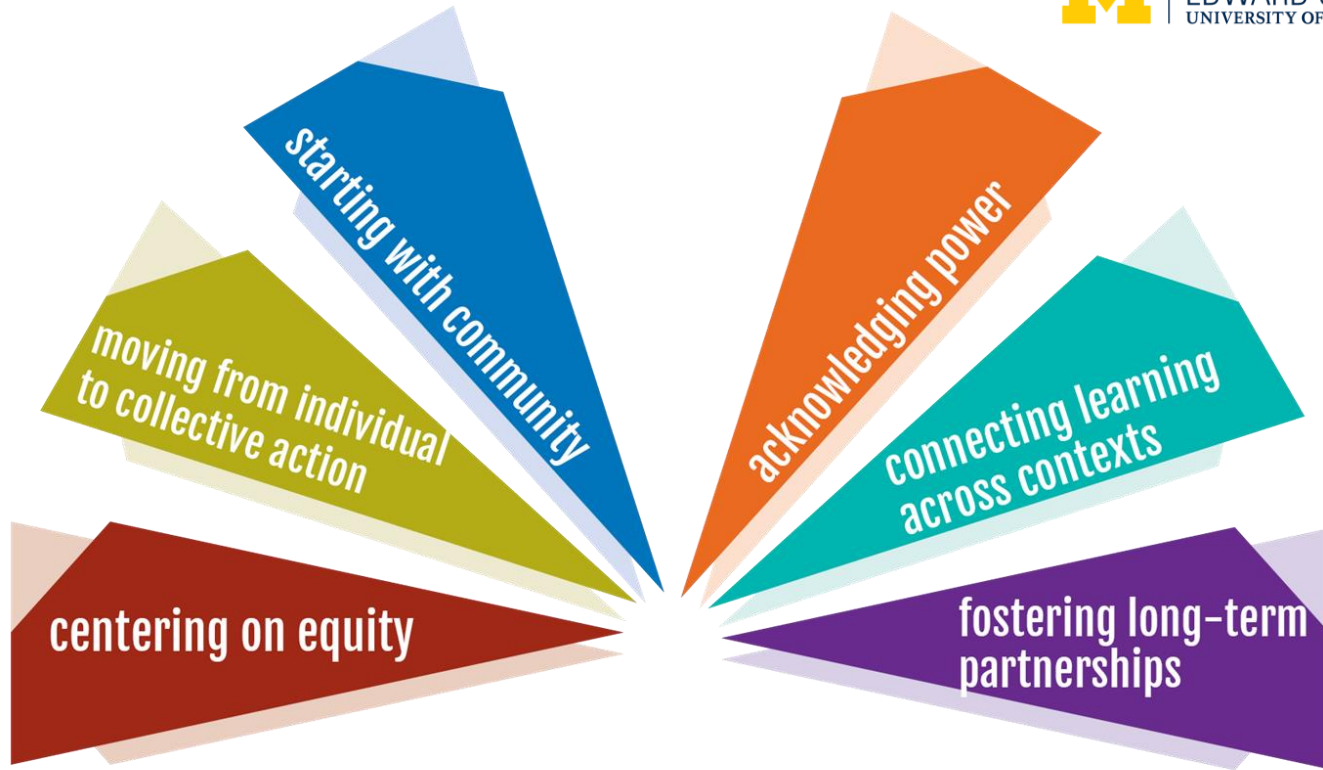 EDWARD
UNIVERSITY OF
starting with community
acknowledging power
moving from individual
to collective action
connecting learning
across contexts
centering on equity
fostering long-term
partnerships